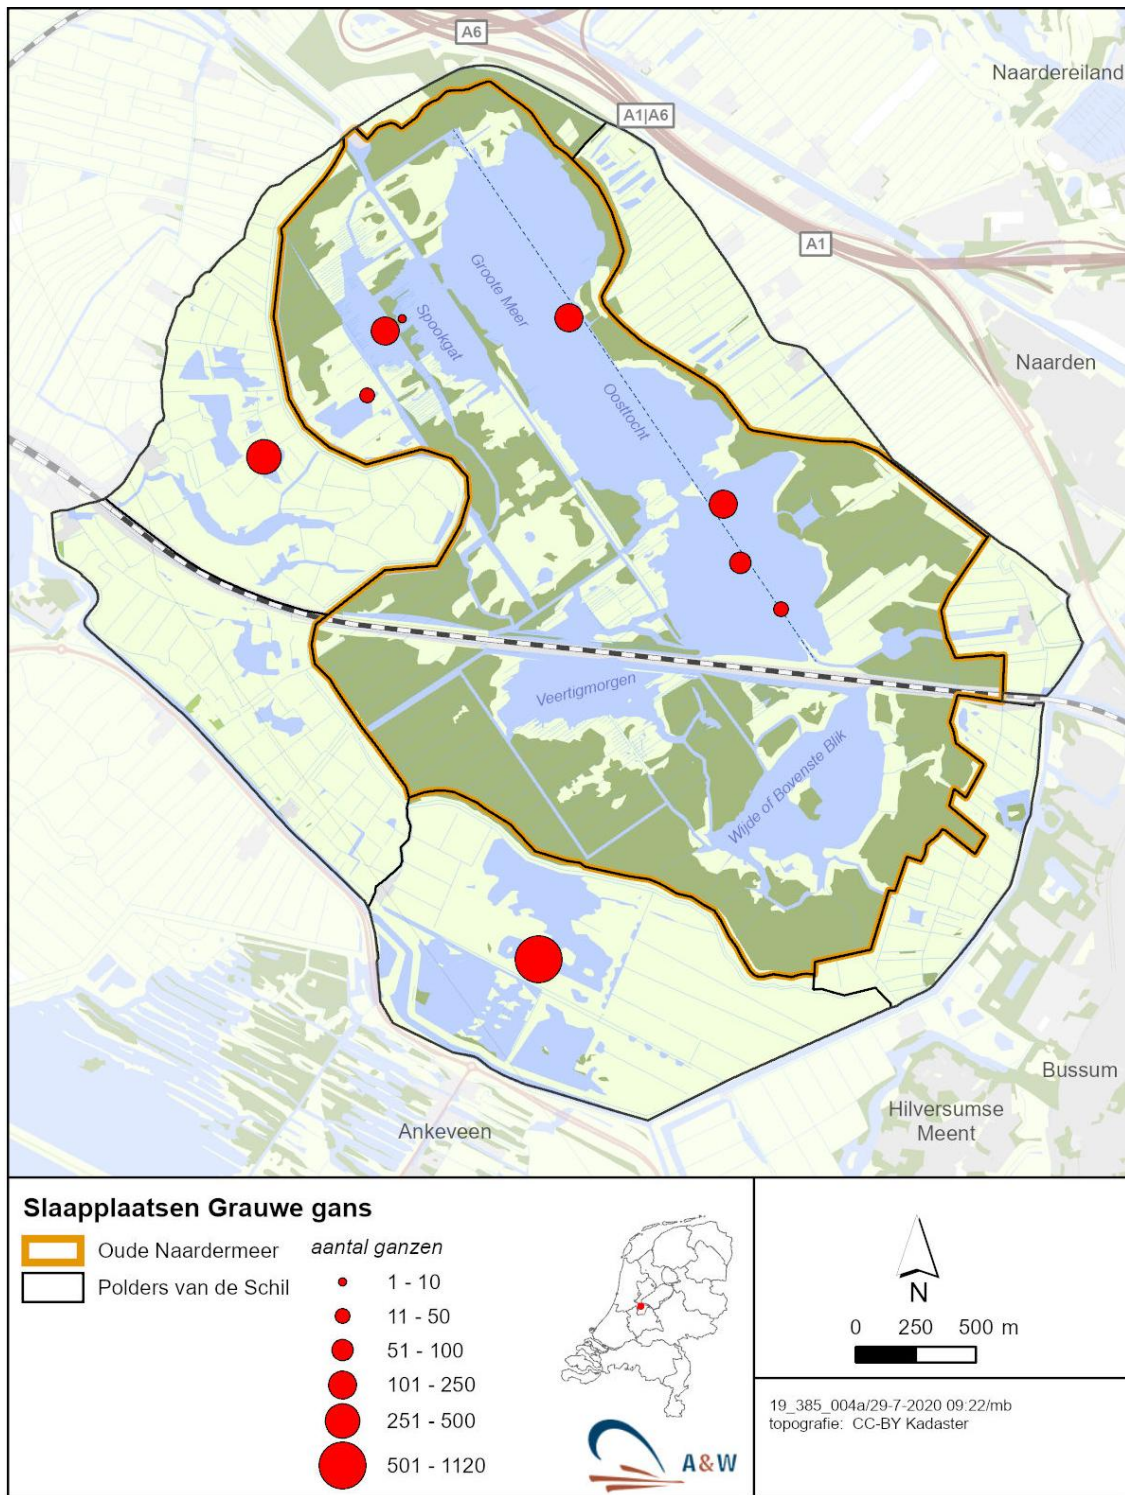 A6
Naardereiland
A1|A6
A1
Groote Meer
Spookgat
Naarden
Oosttocht
Veertigmorgen
Wijde of Bovenste Blik
Bussum
Hilversumse
Meent
Ankeveen
Slaapplaatsen Grauwe gans
Oude Naardermeer
Polders van de Schil
aantal ganzen
1 - 10
11 - 50
51 - 100
101 - 250
251 - 500
501 - 1120
A&W
N
0 250 500 m
19_385_004a/29-7-2020 09:22/mb
topografie: CC-BY Kadaster